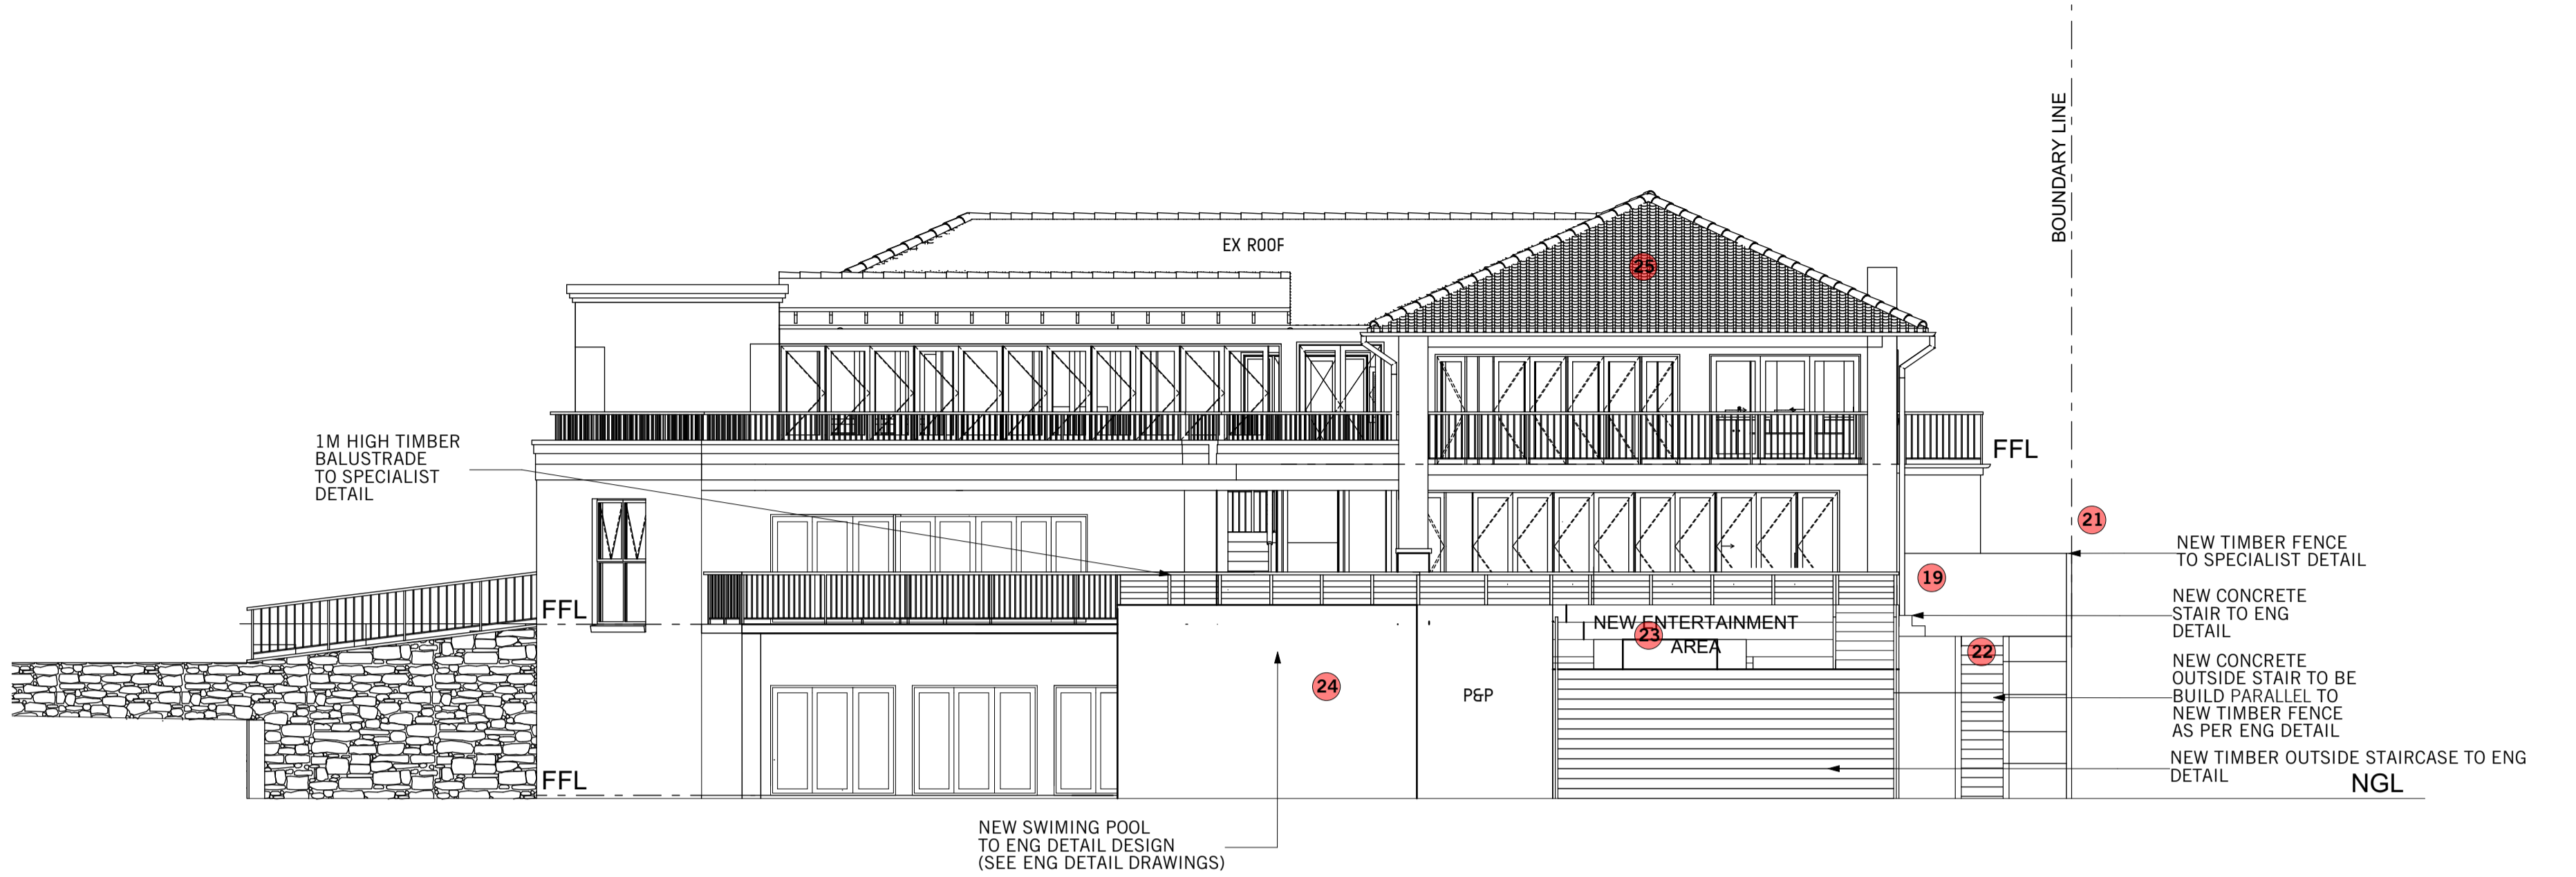 BOUNDARY LINE
EX ROOF
25
1M HIGH TIMBER
BALUSTRADE
TO SPECIALIST
DETAIL
FFL
21
NEW TIMBER FENCE
TO SPECIALIST DETAIL
19
NEW CONCRETE
STAIR TO ENG
DETAIL
FFL
NEW ENTERTAINMENT
AREA
23
22
NEW CONCRETE
OUTSIDE STAIR TO BE
BUILD PARALLEL TO
NEW TIMBER FENCE
AS PER ENG DETAIL
24
P&P
NEW TIMBER OUTSIDE STAIRCASE TO ENG
DETAIL
FFL
NGL
NEW SWIMING POOL
TO ENG DETAIL DESIGN
(SEE ENG DETAIL DRAWINGS)